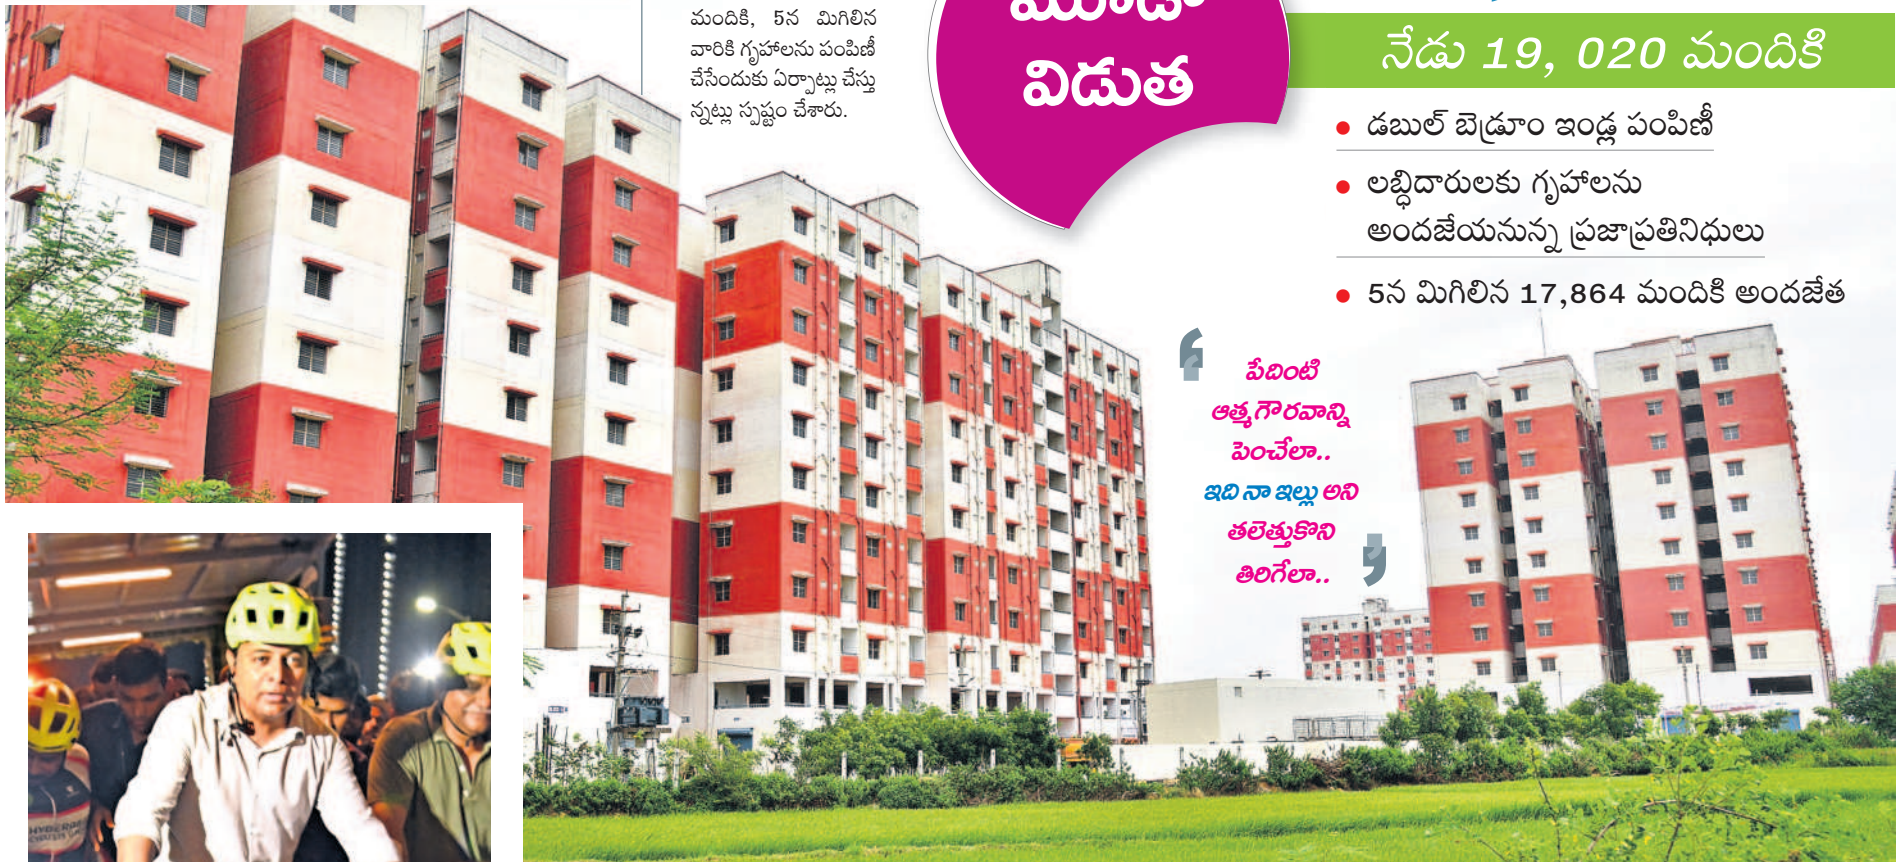 మందికి, 5న మిగిలిన
వారికి గృహాలను పంపిణీ
చేసేందుకు ఏర్పాట్లు చేస్తు
న్నట్లు స్పష్టం చేశారు.
విడుత
నేడు 19, 020 మందికి
డబుల్ బెడ్రూం ఇండ్ల పంపిణీ
లబ్ధిదారులకు గృహాలను
అందజేయనున్న ప్రజాప్రతినిధులు
5న మిగిలిన 17,864 మందికి అందజేత
పేదింటి
ఆత్మగౌరవాన్ని
పెంచేలా..
ఇది నా ఇల్లు అని
తలెత్తుకొని
తిరిగేలా..